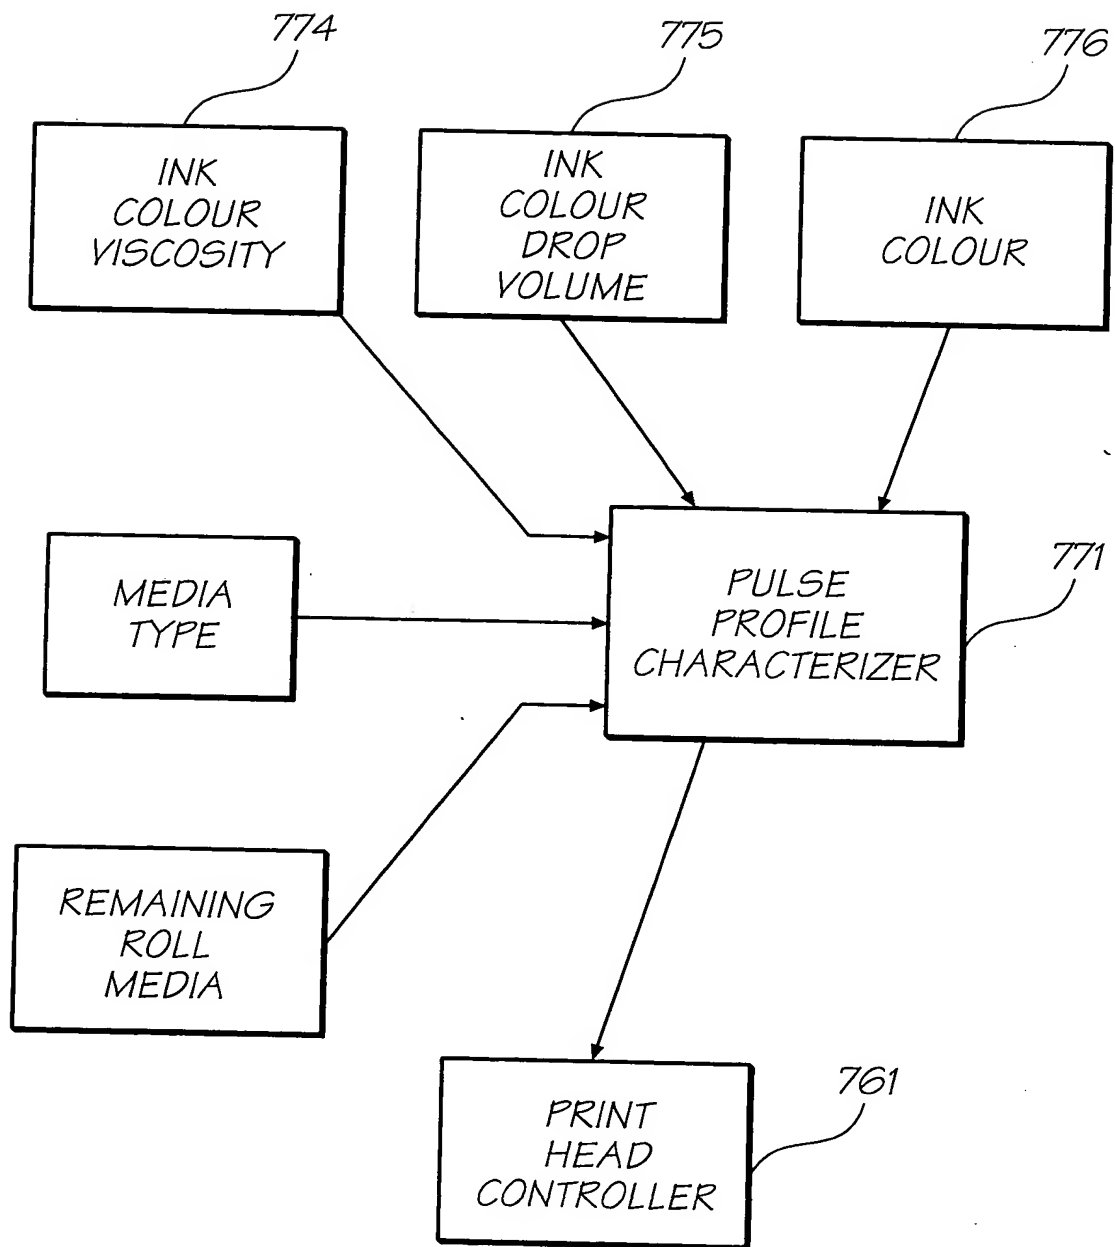 774
775
776
INK
COLOUR
VISCOSITY
INK
COLOUR
DROP
VOLUME
INK
COLOUR
MEDIA
TYPE
PULSE
PROFILE
CHARACTERIZER
771
REMAINING
ROLL
MEDIA
PRINT
HEAD
CONTROLLER
761